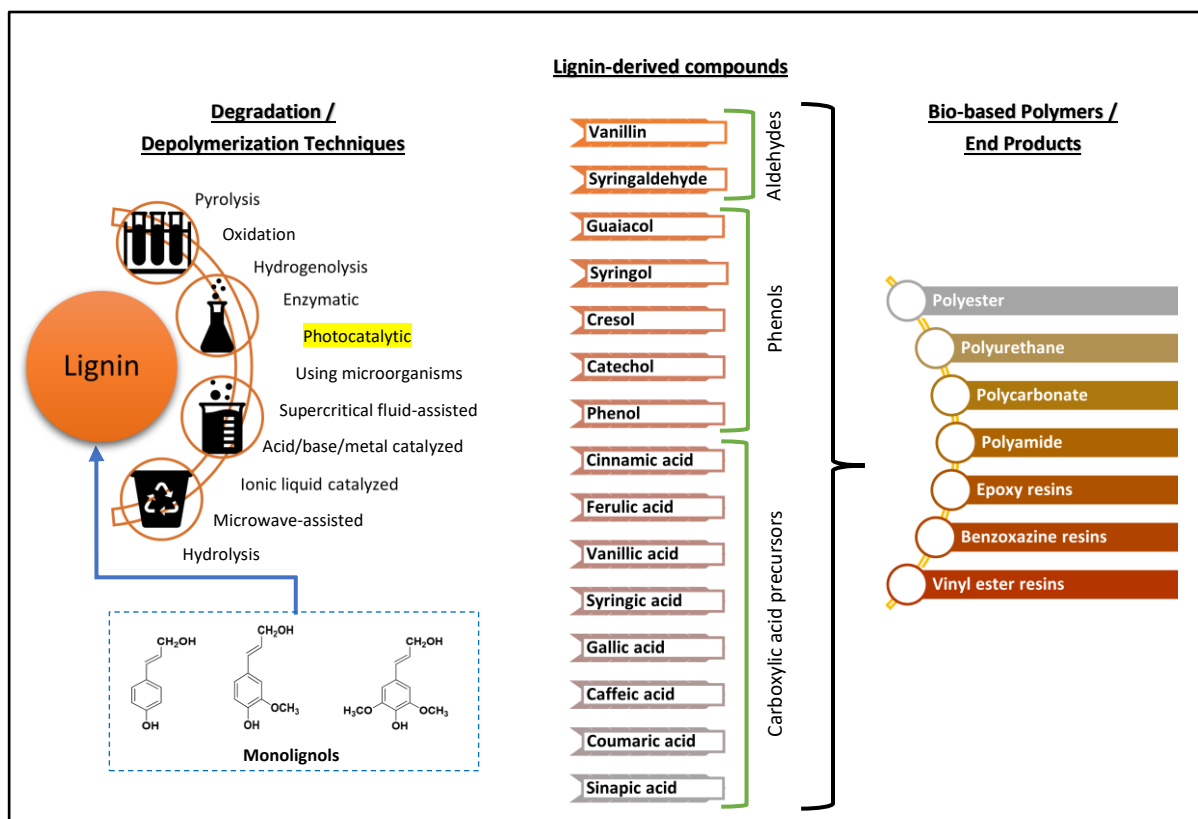 Degradation /
Depolymerization Techniques
Pyrolysis
Oxidation
Hydrogenolysis
Enzymatic
Photocatalytic
Using microorganisms
Supercritical fluid-assisted
Acid/base/metal catalyzed
Ionic liquid catalyzed
Microwave-assisted
Hydrolysis
Lignin
CH₂OH
OH
CH₂OH
OCH₃
OH
CH₂OH
H₃CO
OCH₃
OH
Monolignols
Lignin-derived compounds
Vanillin
Syringaldehyde
Aldehydes
Guaiacol
Syringol
Cresol
Catechol
Phenol
Phenols
Cinnamic acid
Ferulic acid
Vanillic acid
Syringic acid
Gallic acid
Caffeic acid
Coumaric acid
Sinapic acid
Carboxylic acid precursors
Bio-based Polymers /
End Products
Polyester
Polyurethane
Polycarbonate
Polyamide
Epoxy resins
Benzoxazine resins
Vinyl ester resins